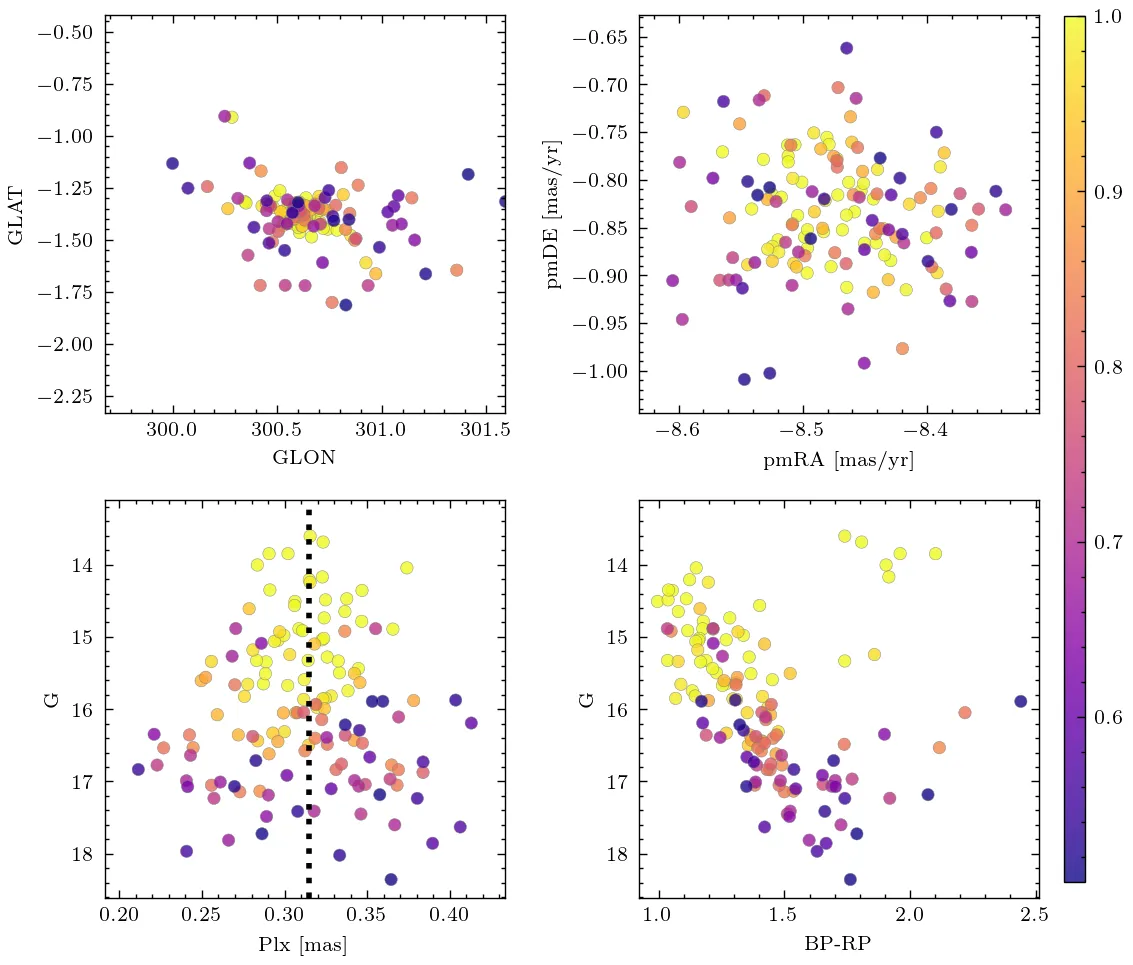 −0.50
−0.75
−1.00
−1.25
−1.50
−1.75
−2.00
−2.25
GLAT
300.0 300.5 301.0 301.5
GLON
−0.65
−0.70
−0.75
−0.80
−0.85
−0.90
−0.95
−1.00
pmDE [mas/yr]
−8.6 −8.5 −8.4
pmRA [mas/yr]
14
15
16
17
18
G
0.20 0.25 0.30 0.35 0.40
Plx [mas]
14
15
16
17
18
G
1.0 1.5 2.0 2.5
BP-RP
1.0
0.9
0.8
0.7
0.6